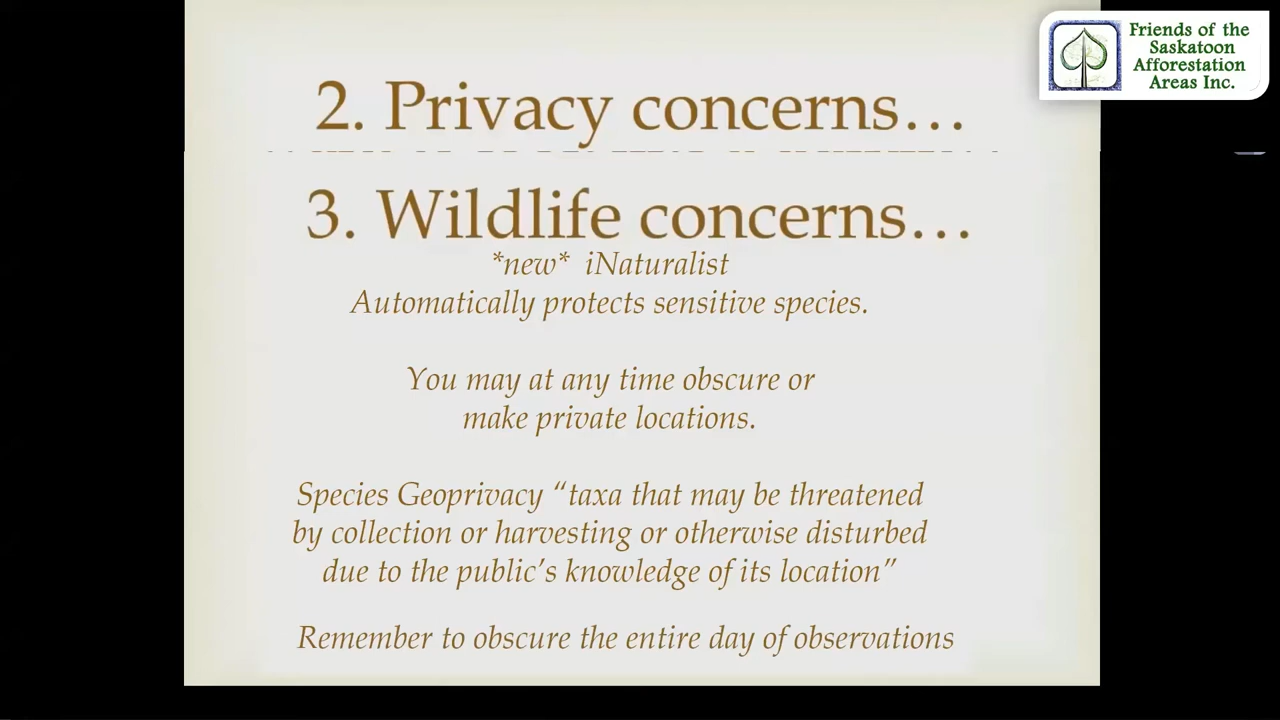 Friends of the
Saskatoon
Afforestation
Areas Inc.
2. Privacy concerns…
3. Wildlife concerns…
*new* iNaturalist
Automatically protects sensitive species.
You may at any time obscure or
make private locations.
Species Geoprivacy “taxa that may be threatened
by collection or harvesting or otherwise disturbed
due to the public’s knowledge of its location”
Remember to obscure the entire day of observations